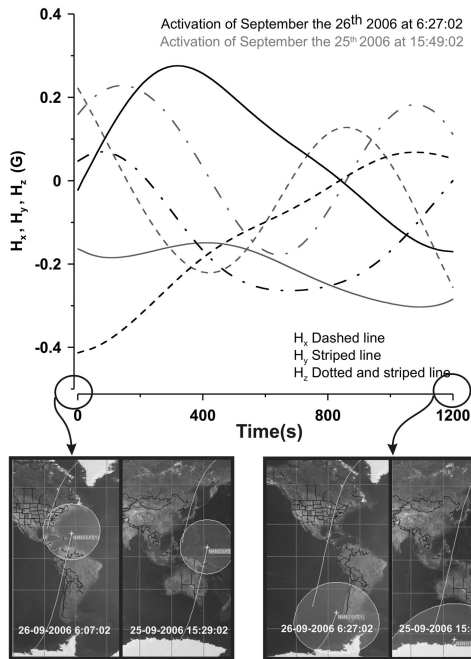 Activation of September the 26th 2006 at 6:27:02
Activation of September the 25th 2006 at 15:49:02
0.4
0.2
0
-0.2
-0.4
Hx, Hy, Hz (G)
Hx Dashed line
Hy Striped line
Hz Dotted and striped line
0
400
800
1200
Time(s)
NANOSAT1
26-09-2006 6:07:02
25-09-2006 15:29:02
26-09-2006 6:27:02
25-09-2006 15: